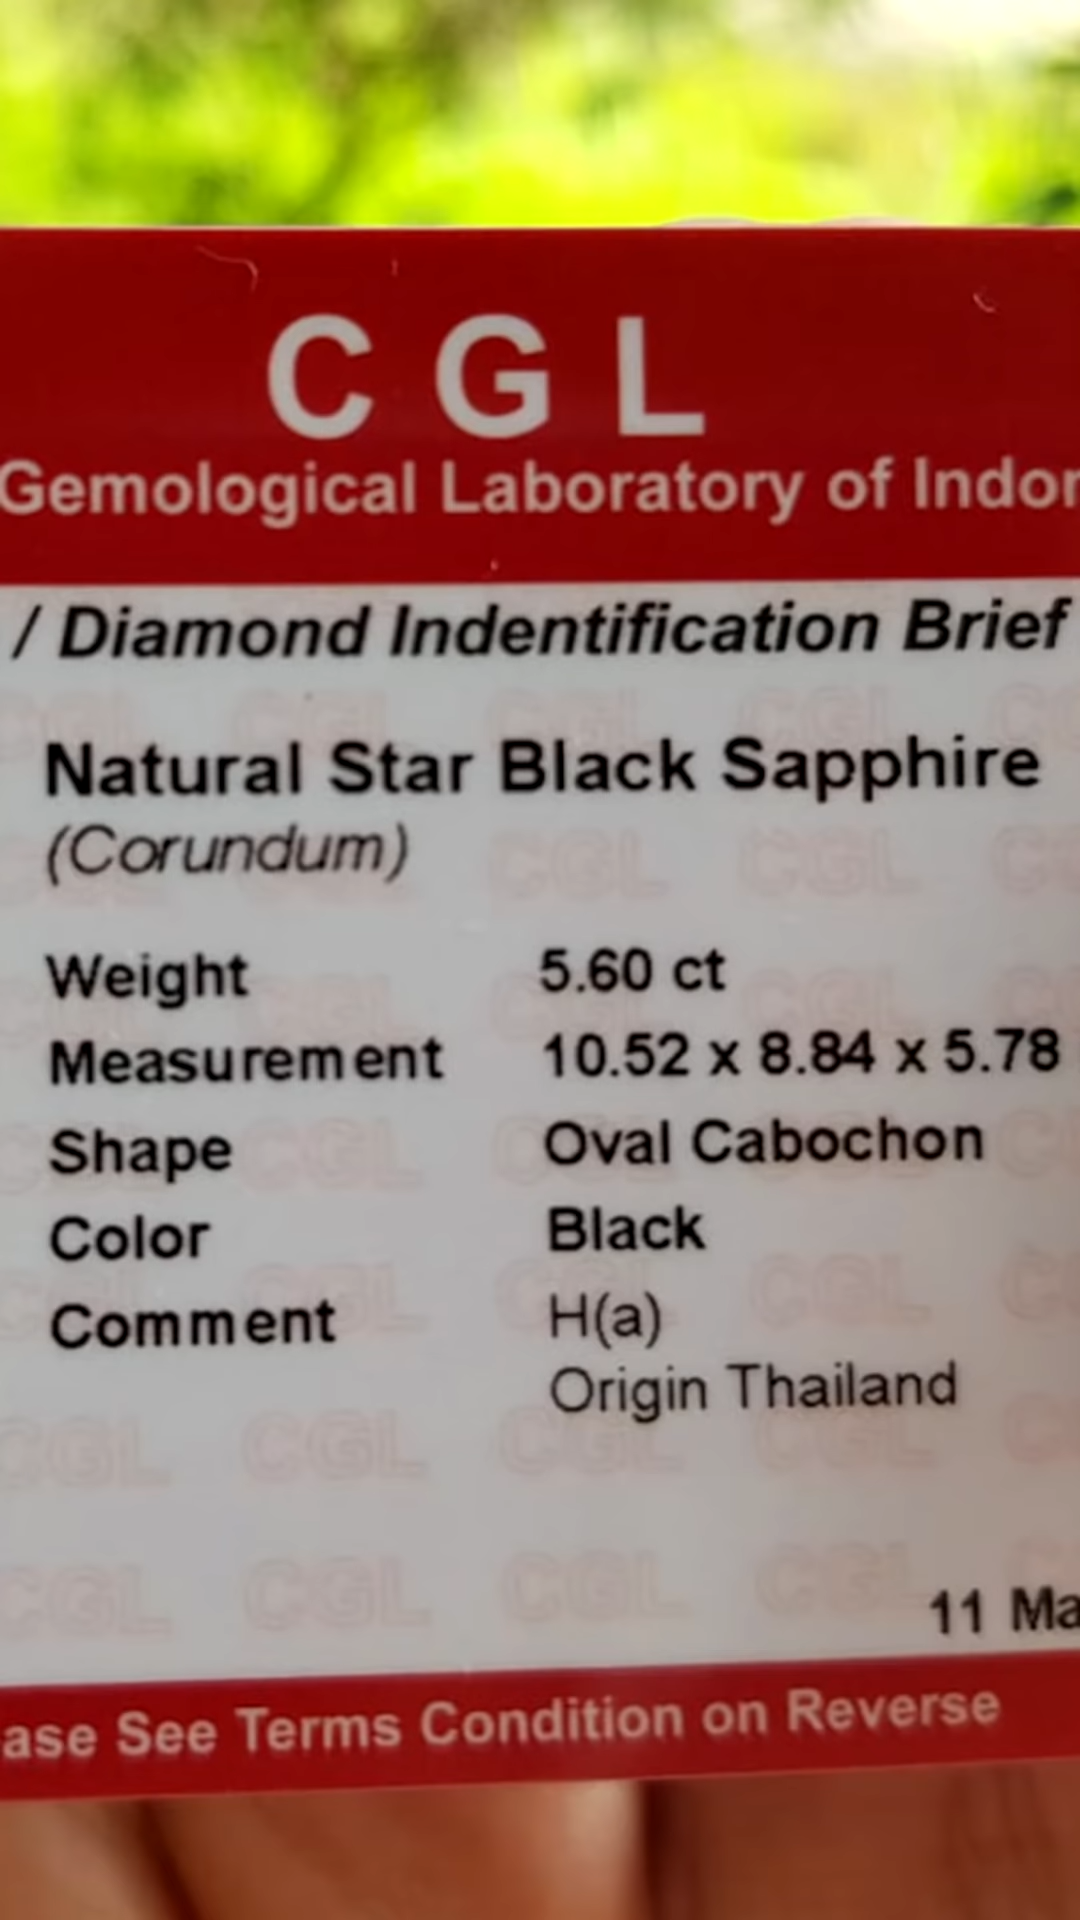 C G L
Gemological Laboratory of Indon
/ Diamond Indentification Brief
Natural Star Black Sapphire
(Corundum)
Weight 5.60 ct
Measurement 10.52 x 8.84 x 5.78
Shape Oval Cabochon
Color Black
Comment H(a)
Origin Thailand
11 Ma
ase See Terms Condition on Reverse